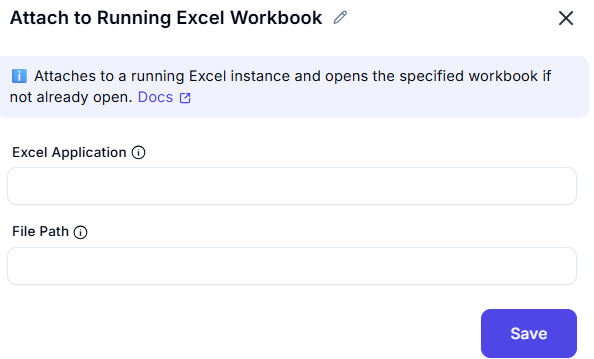 Attach to Running Excel Workbook
Attaches to a running Excel instance and opens the specified workbook if
not already open. Docs
Excel Application
File Path
Save